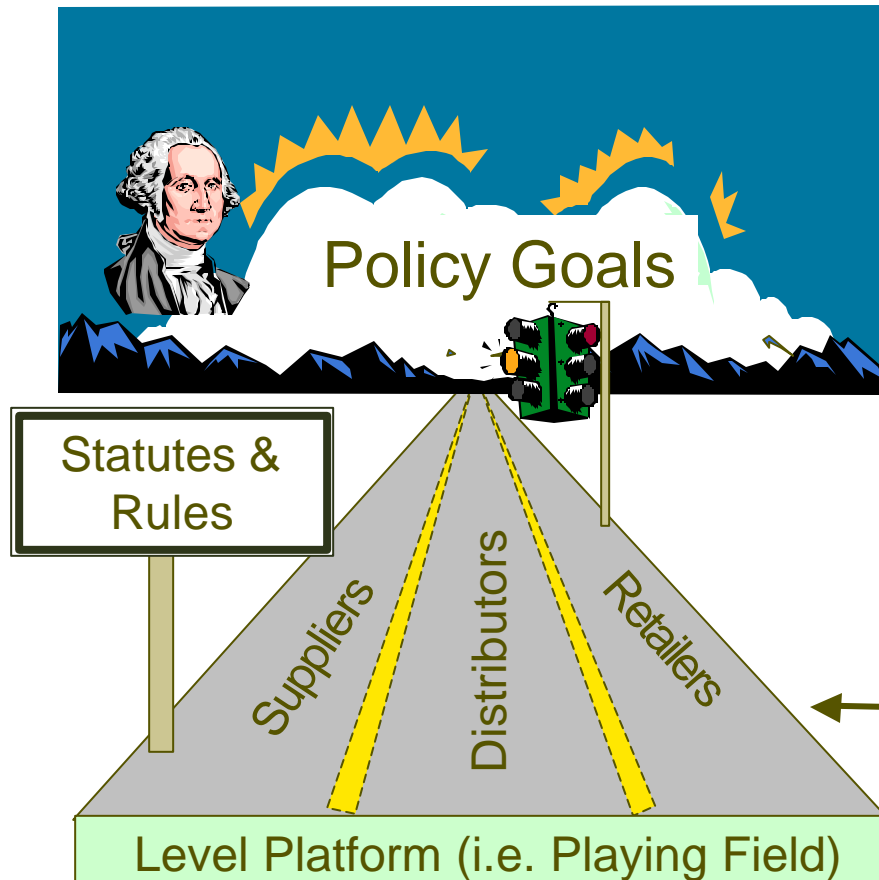 Policy Goals
Statutes &
Rules
Suppliers
Distributors
Retailers
Level Platform (i.e. Playing Field)